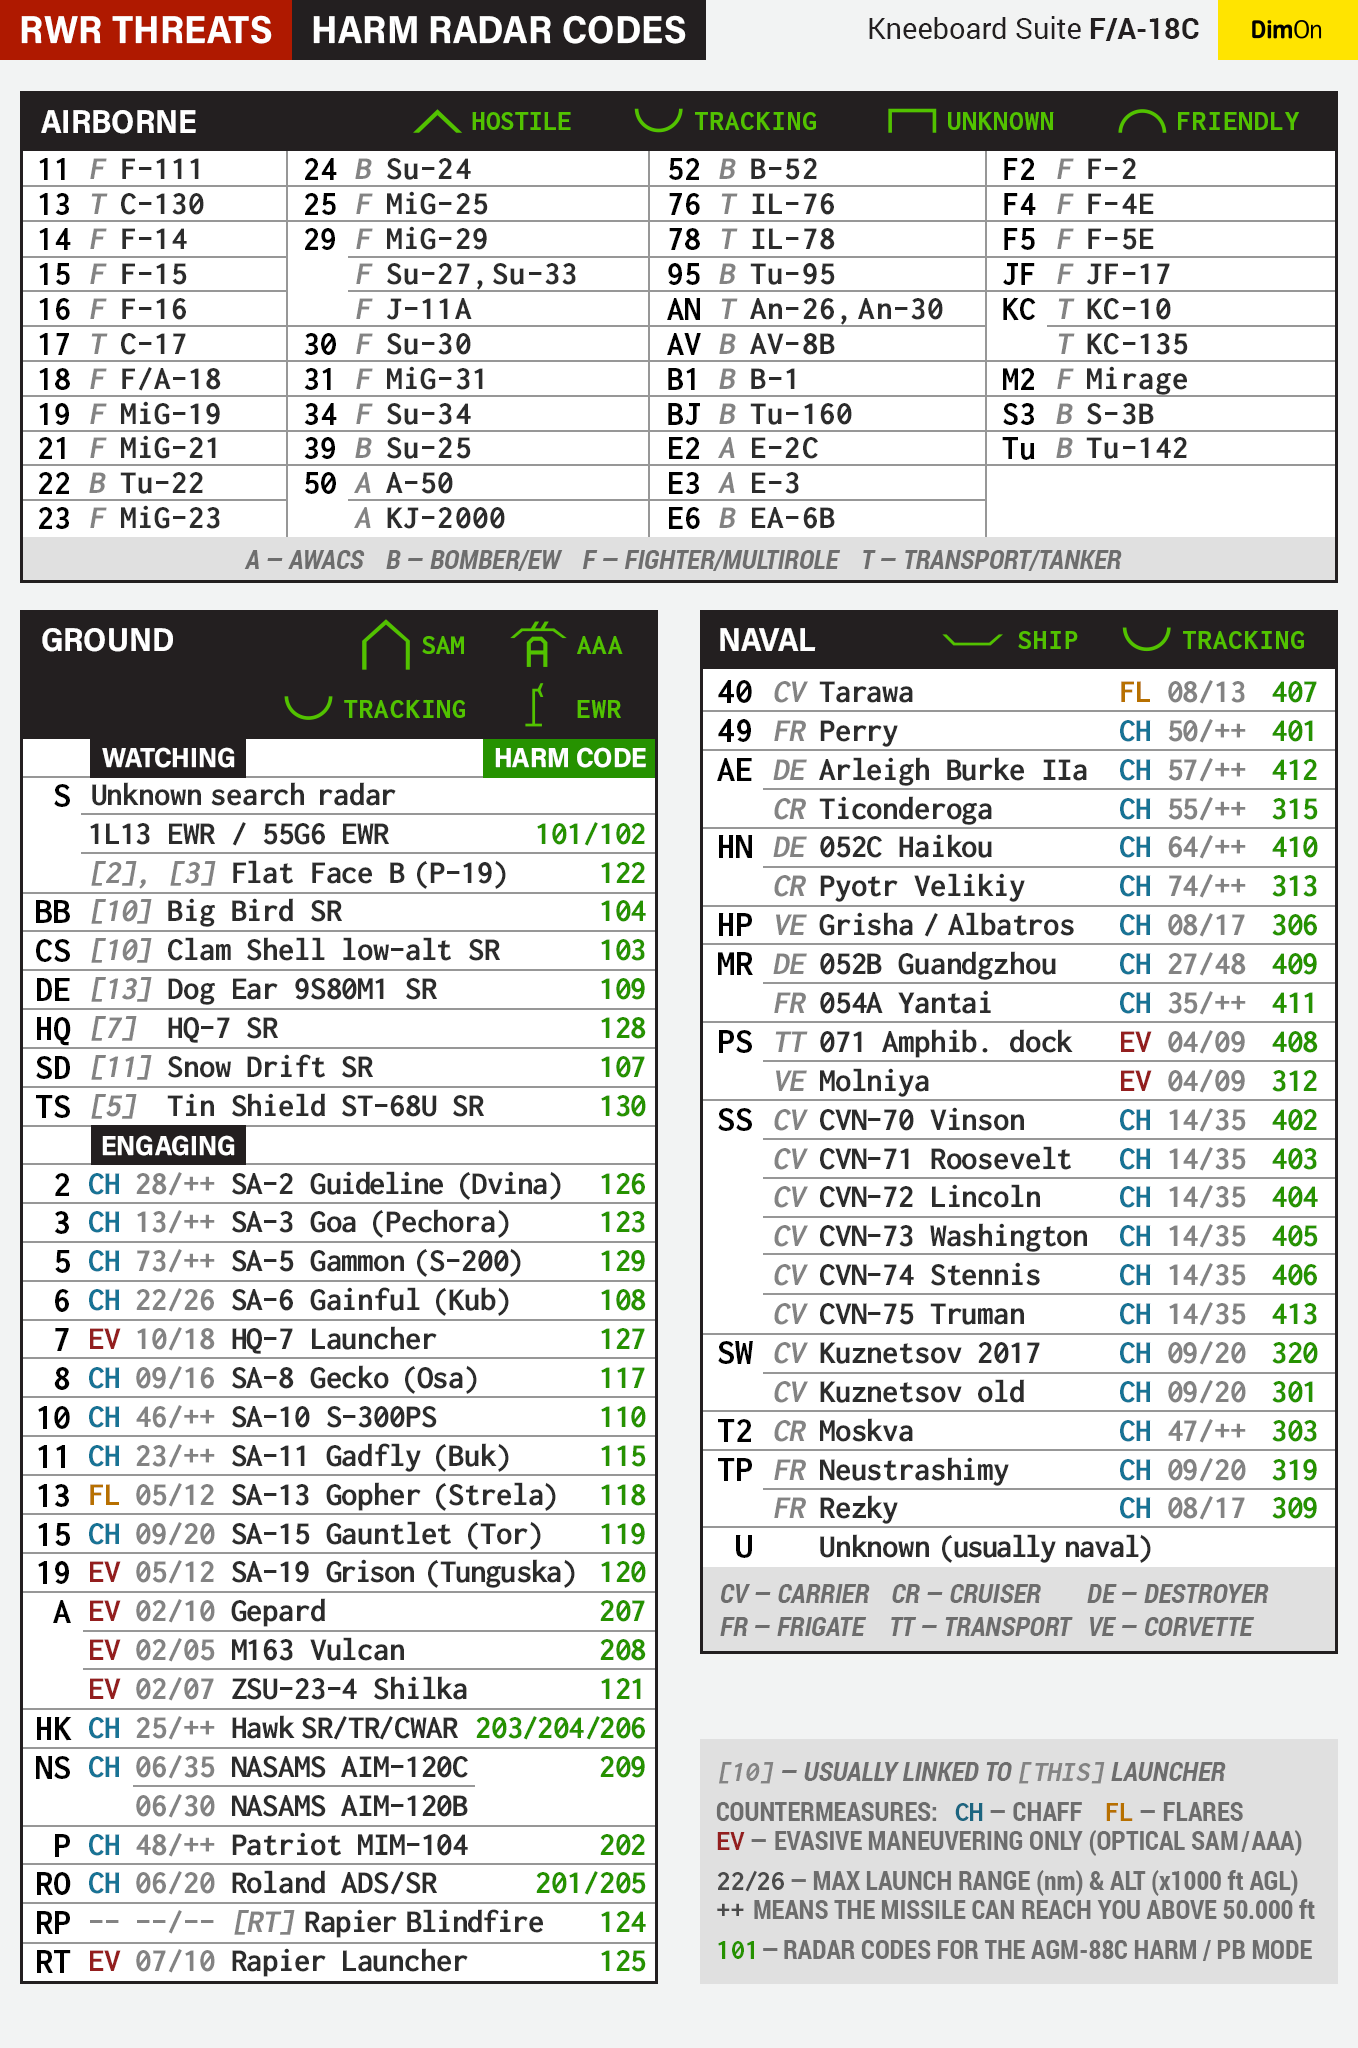 RWR THREATS HARM RADAR CODES Kneeboard Suite F/A-18C DimOn
AIRBORNE HOSTILE TRACKING UNKNOWN FRIENDLY
11 F F-111
13 T C-130
14 F F-14
15 F F-15
16 F F-16
17 T C-17
18 F F/A-18
19 F MiG-19
21 F MiG-21
22 B Tu-22
23 F MiG-23
24 B Su-24
25 F MiG-25
29 F MiG-29
F Su-27, Su-33
F J-11A
30 F Su-30
31 F MiG-31
34 F Su-34
39 B Su-25
50 A A-50
A KJ-2000
52 B B-52
76 T IL-76
78 T IL-78
95 B Tu-95
AN T An-26, An-30
AV B AV-8B
B1 B B-1
BJ B Tu-160
E2 A E-2C
E3 A E-3
E6 B EA-6B
F2 F F-2
F4 F F-4E
F5 F F-5E
JF F JF-17
KC T KC-10
T KC-135
M2 F Mirage
S3 B S-3B
Tu B Tu-142
A — AWACS B — BOMBER/EW F — FIGHTER/MULTIROLE T — TRANSPORT/TANKER
GROUND SAM AAA
TRACKING EWR
WATCHING HARM CODE
S Unknown search radar
1L13 EWR / 55G6 EWR 101/102
[2], [3] Flat Face B (P-19) 122
BB [10] Big Bird SR 104
CS [10] Clam Shell low-alt SR 103
DE [13] Dog Ear 9S80M1 SR 109
HQ [7] HQ-7 SR 128
SD [11] Snow Drift SR 107
TS [5] Tin Shield ST-68U SR 130
ENGAGING
2 CH 28/++ SA-2 Guideline (Dvina) 126
3 CH 13/++ SA-3 Goa (Pechora) 123
5 CH 73/++ SA-5 Gammon (S-200) 129
6 CH 22/26 SA-6 Gainful (Kub) 108
7 EV 10/18 HQ-7 Launcher 127
8 CH 09/16 SA-8 Gecko (Osa) 117
10 CH 46/++ SA-10 S-300PS 110
11 CH 23/++ SA-11 Gadfly (Buk) 115
13 FL 05/12 SA-13 Gopher (Strela) 118
15 CH 09/20 SA-15 Gauntlet (Tor) 119
19 EV 05/12 SA-19 Grison (Tunguska) 120
A EV 02/10 Gepard 207
EV 02/05 M163 Vulcan 208
EV 02/07 ZSU-23-4 Shilka 121
HK CH 25/++ Hawk SR/TR/CWAR 203/204/206
NS CH 06/35 NASAMS AIM-120C 209
06/30 NASAMS AIM-120B
P CH 48/++ Patriot MIM-104 202
RO CH 06/20 Roland ADS/SR 201/205
RP -- --/-- [RT] Rapier Blindfire 124
RT EV 07/10 Rapier Launcher 125
NAVAL SHIP TRACKING
40 CV Tarawa FL 08/13 407
49 FR Perry CH 50/++ 401
AE DE Arleigh Burke IIa CH 57/++ 412
CR Ticonderoga CH 55/++ 315
HN DE 052C Haikou CH 64/++ 410
CR Pyotr Velikiy CH 74/++ 313
HP VE Grisha / Albatros CH 08/17 306
MR DE 052B Guandgzhou CH 27/48 409
FR 054A Yantai CH 35/++ 411
PS TT 071 Amphib. dock EV 04/09 408
VE Molniya EV 04/09 312
SS CV CVN-70 Vinson CH 14/35 402
CV CVN-71 Roosevelt CH 14/35 403
CV CVN-72 Lincoln CH 14/35 404
CV CVN-73 Washington CH 14/35 405
CV CVN-74 Stennis CH 14/35 406
CV CVN-75 Truman CH 14/35 413
SW CV Kuznetsov 2017 CH 09/20 320
CV Kuznetsov old CH 09/20 301
T2 CR Moskva CH 47/++ 303
TP FR Neustrashimy CH 09/20 319
FR Rezky CH 08/17 309
U Unknown (usually naval)
CV — CARRIER CR — CRUISER DE — DESTROYER
FR — FRIGATE TT — TRANSPORT VE — CORVETTE
[10] — USUALLY LINKED TO [THIS] LAUNCHER
COUNTERMEASURES: CH — CHAFF FL — FLARES
EV — EVASIVE MANEUVERING ONLY (OPTICAL SAM/AAA)
22/26 — MAX LAUNCH RANGE (nm) & ALT (x1000 ft AGL)
++ MEANS THE MISSILE CAN REACH YOU ABOVE 50.000 ft
101 — RADAR CODES FOR THE AGM-88C HARM / PB MODE